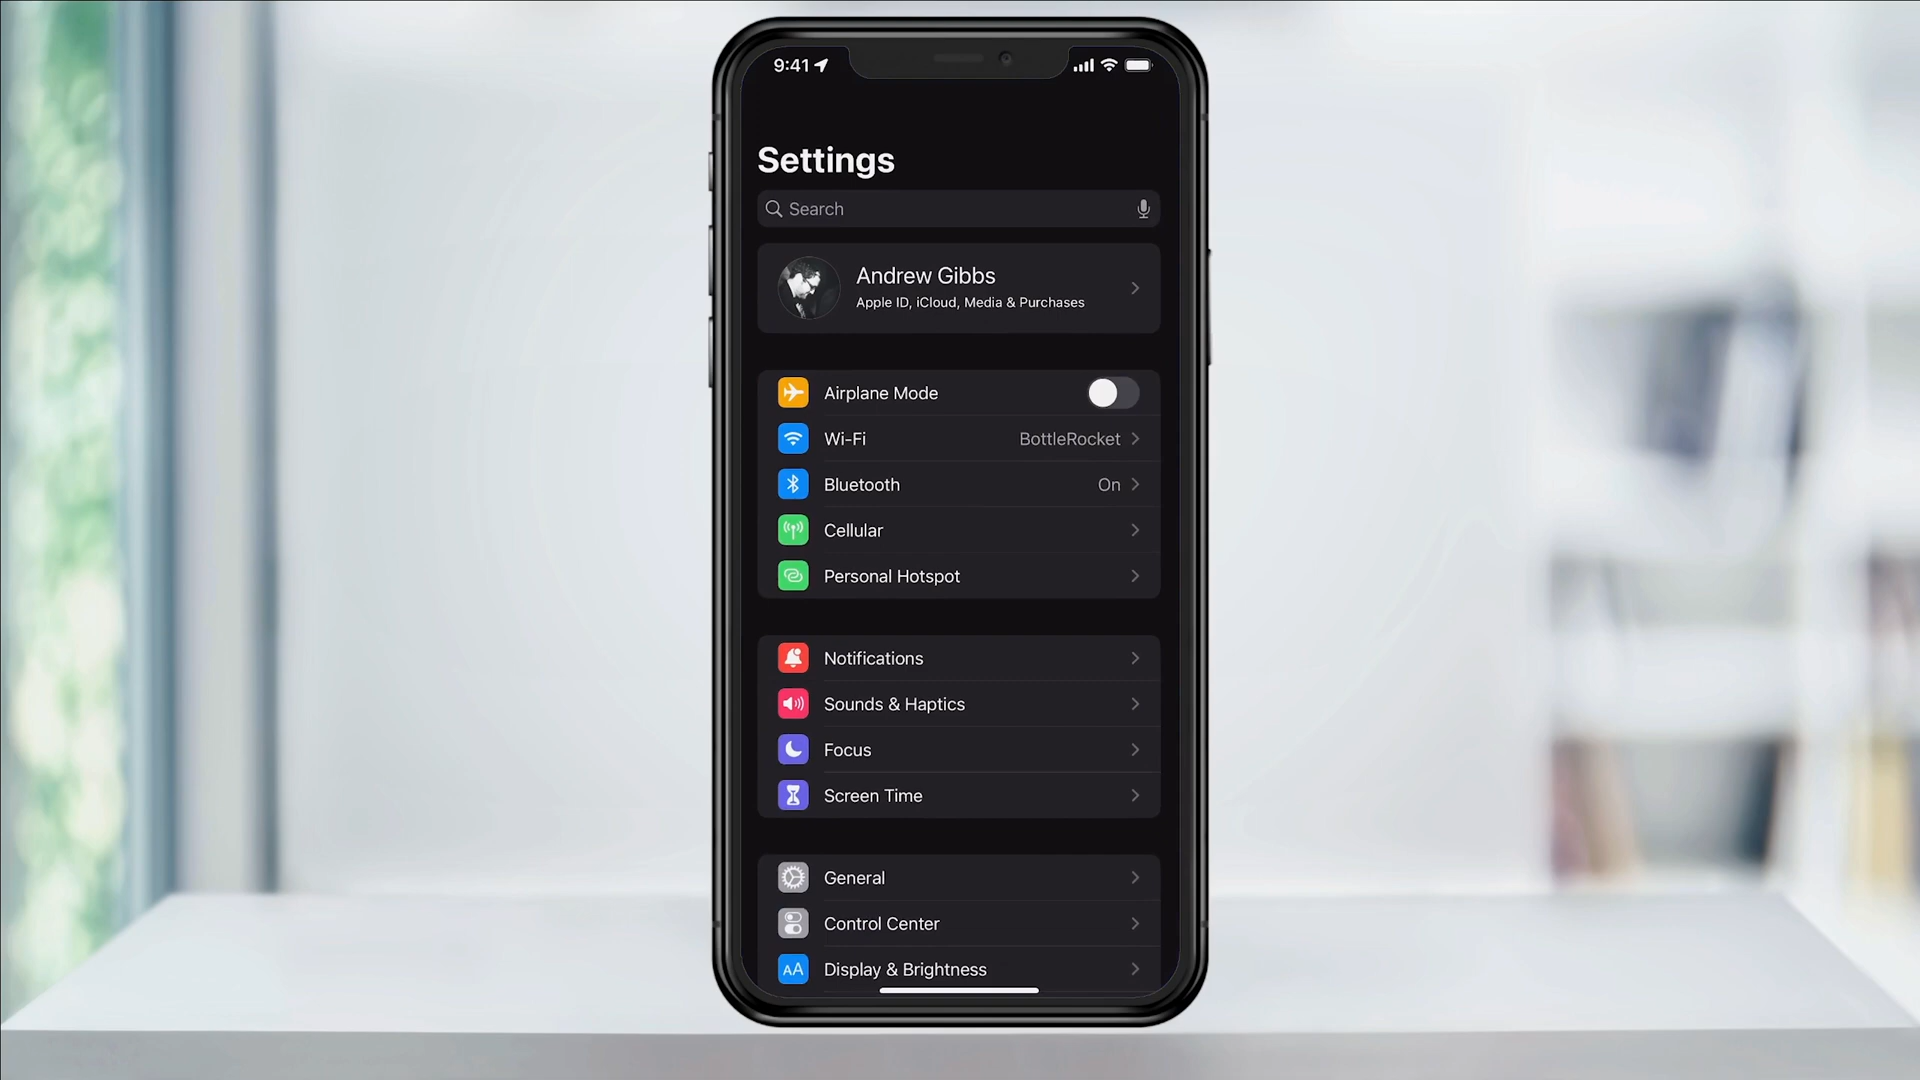 9:41
Settings
Search
Andrew Gibbs
Apple ID, iCloud, Media & Purchases
Airplane Mode
Wi-Fi BottleRocket
Bluetooth On
Cellular
Personal Hotspot
Notifications
Sounds & Haptics
Focus
Screen Time
General
Control Center
AA Display & Brightness